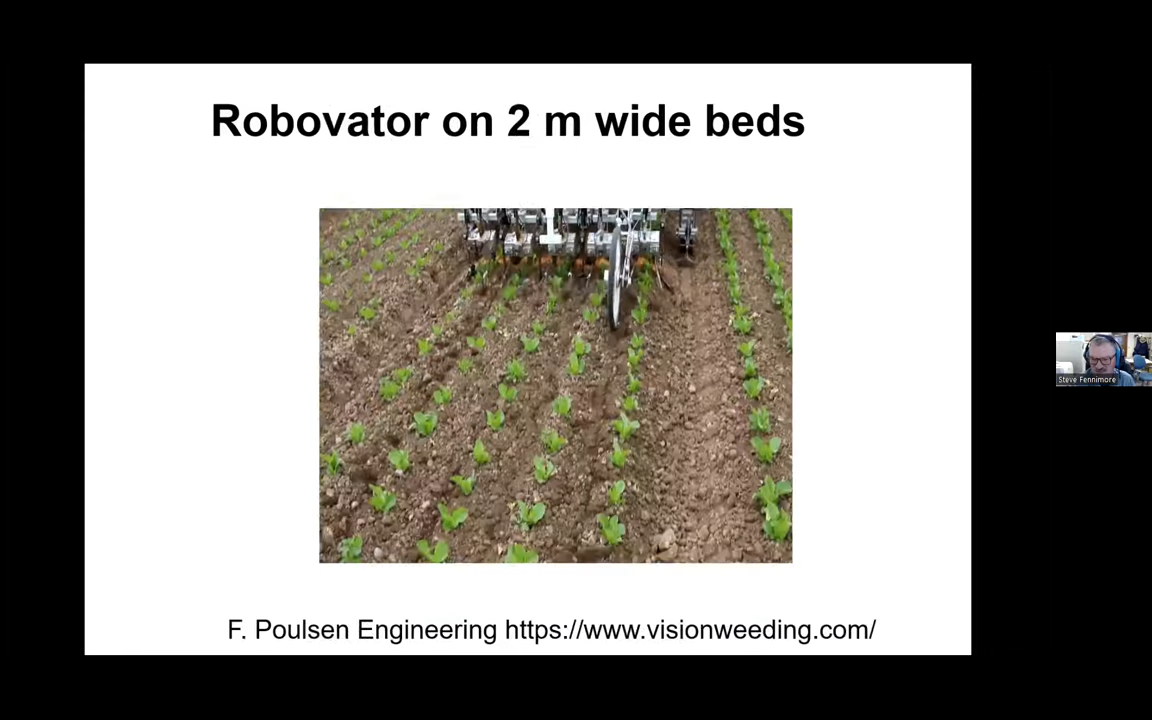 Robovator on 2 m wide beds
F. Poulsen Engineering https://www.visionweeding.com/
Steve Fennimore